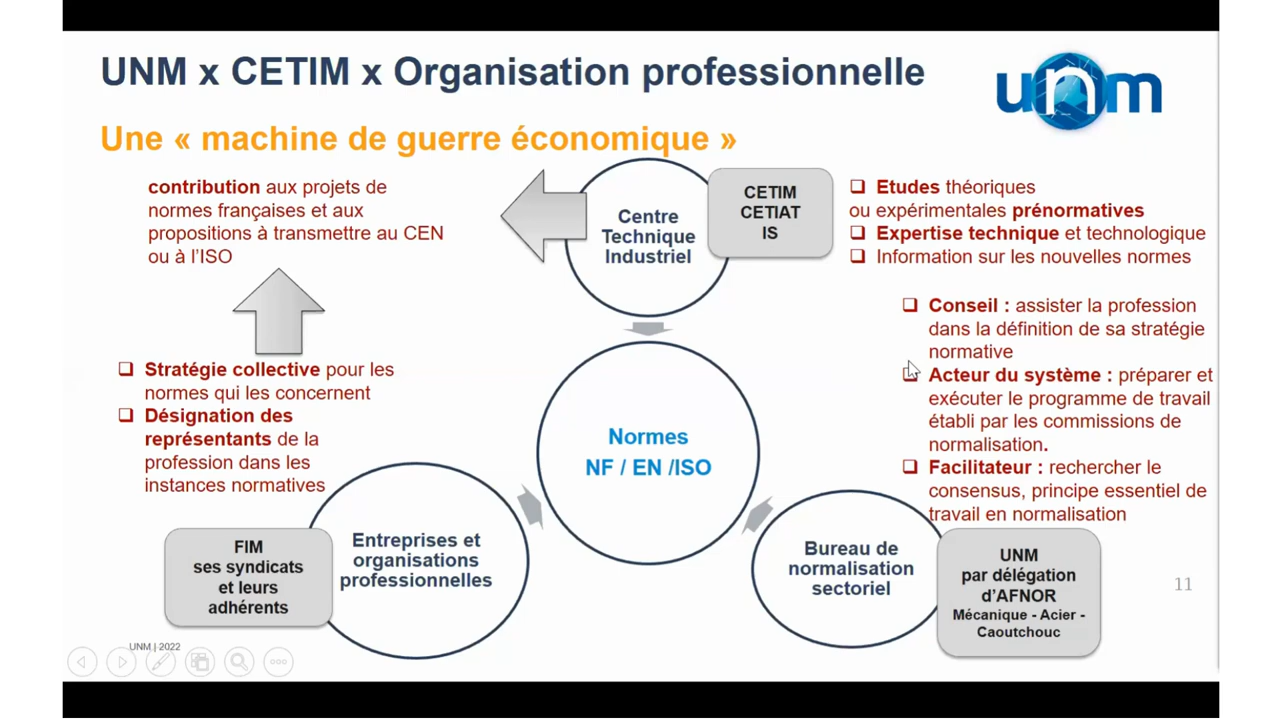 UNM x CETIM x Organisation professionnelle
unm
Une « machine de guerre économique »
contribution aux projets de
normes françaises et aux
propositions à transmettre au CEN
ou à l'ISO
Centre
Technique
Industriel
CETIM
CETIAT
IS
❑ Etudes théoriques
ou expérimentales prénormatives
❑ Expertise technique et technologique
❑ Information sur les nouvelles normes
❑ Conseil : assister la profession
dans la définition de sa stratégie
normative
❑ Acteur du système : préparer et
exécuter le programme de travail
établi par les commissions de
normalisation.
❑ Facilitateur : rechercher le
consensus, principe essentiel de
travail en normalisation
❑ Stratégie collective pour les
normes qui les concernent
❑ Désignation des
représentants de la
profession dans les
instances normatives
Normes
NF / EN /ISO
FIM
ses syndicats
et leurs
adhérents
Entreprises et
organisations
professionnelles
Bureau de
normalisation
sectoriel
UNM
par délégation
d'AFNOR
Mécanique - Acier -
Caoutchouc
11
UNM | 2022